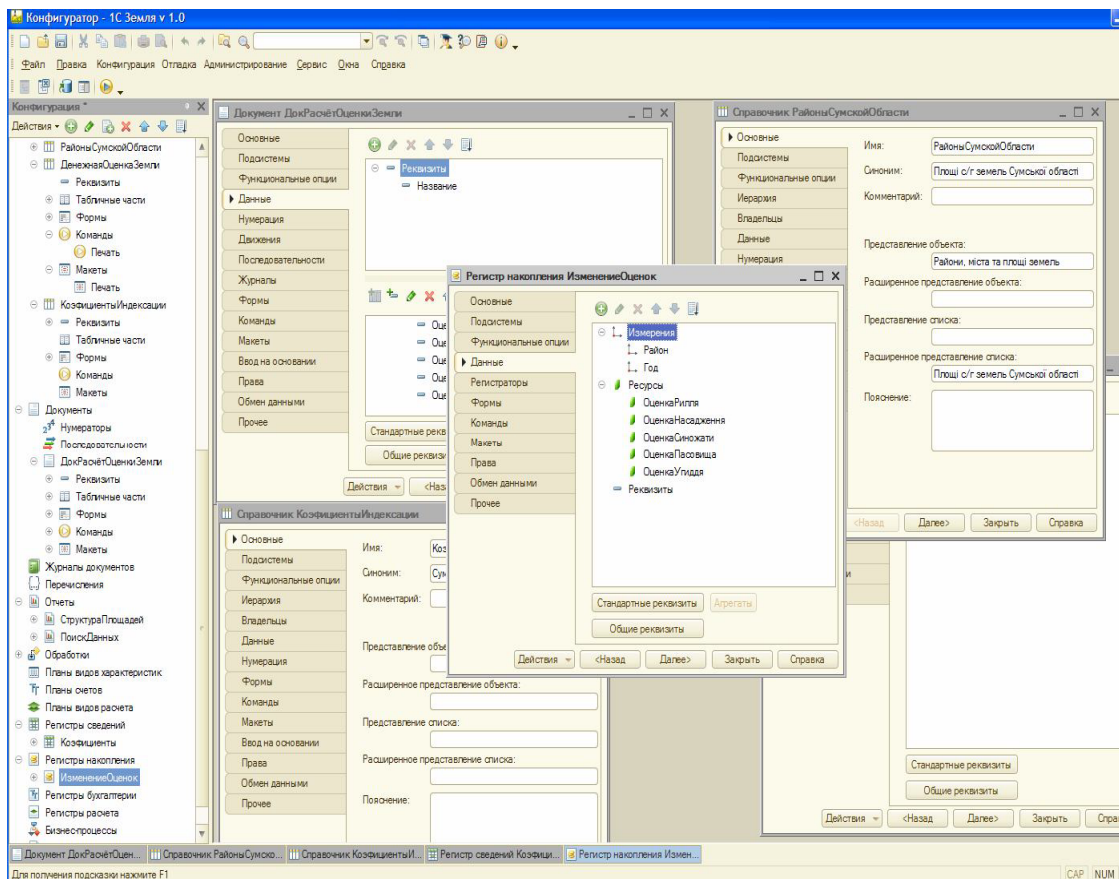 Конфигуратор - 1С Земля v 1.0
Файл Правка Конфигурация Отладка Администрирование Сервис Окна Справка
Конфигурация *
Действия
РайоныСумскойОбласти
ДенежнаяОценкаЗемли
Реквизиты
Табличные части
Формы
Команды
Печать
Макеты
Печать
КоэфициентыИндексации
Реквизиты
Табличные части
Формы
Команды
Макеты
Документы
Нумераторы
Последовательности
ДокРасчётОценкиЗемли
Реквизиты
Табличные части
Формы
Команды
Макеты
Журналы документов
Перечисления
Отчеты
СтруктураПлощадей
ПоискДанных
Обработки
Планы видов характеристик
Планы счетов
Планы видов расчета
Регистры сведений
Коэфициенты
Регистры накопления
ИзменениеОценок
Регистры бухгалтерии
Регистры расчета
Бизнес-процессы
Документ ДокРасчётОценкиЗемли
Основные
Подсистемы
Функциональные опции
Данные
Нумерация
Движения
Последовательности
Журналы
Формы
Команды
Макеты
Ввод на основании
Права
Обмен данными
Прочее
Реквизиты
Название
Стандартные рекв
Общие реквизи
Действия
<Наз
Справочник РайоныСумскойОбласти
Основные
Подсистемы
Функциональные опции
Иерархия
Владельцы
Данные
Нумерация
Имя: РайоныСумскойОбласти
Синоним: Площі с/г земель Сумської області
Комментарий:
Представление объекта:
Райони, міста та площі земель
Расширенное представление объекта:
Представление списка:
Расширенное представление списка:
Площі с/г земель Сумської області
Пояснение:
<Назад Далее> Закрыть Справка
Регистр накопления ИзменениеОценок
Основные
Подсистемы
Функциональные опции
Данные
Регистраторы
Формы
Команды
Макеты
Права
Обмен данными
Прочее
Измерения
Район
Год
Ресурсы
ОценкаРилля
ОценкаНасадження
ОценкаСиножати
ОценкаПасовища
ОценкаУгиддя
Реквизиты
Стандартные реквизиты Агрегаты
Общие реквизиты
Действия <Назад Далее> Закрыть Справка
Справочник КоэфициентыИндексации
Основные
Подсистемы
Функциональные опции
Иерархия
Владельцы
Данные
Нумерация
Формы
Команды
Макеты
Ввод на основании
Права
Обмен данными
Прочее
Имя: Коэ
Синоним: Сум
Комментарий:
Представление объе
Расширенное представление объекта:
Представление списка:
Расширенное представление списка:
Пояснение:
Стандартные реквизиты
Общие реквизиты
Действия <Назад Далее> Закрыть Спра
Документ ДокРасчётОцен... Справочник РайоныСумско... Справочник КоэфициентыИ... Регистр сведений Коэфици... Регистр накопления Измен...
Для получения подсказки нажмите F1
CAP NUM